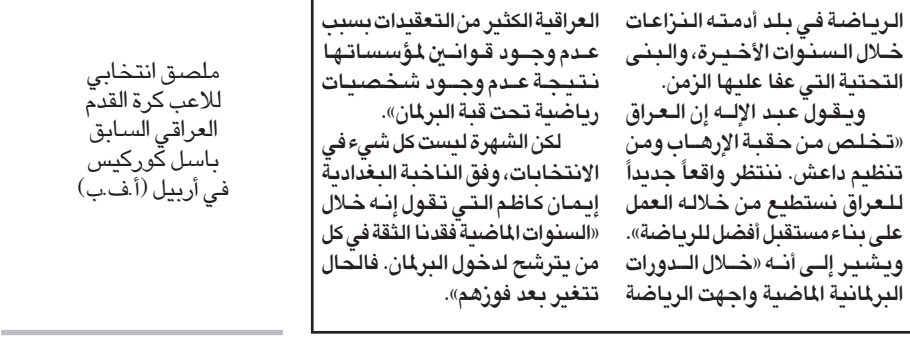 الرياضة في بلد أدمته النزاعات
خلال السنوات الأخيرة، والبنى
التحتية التي عفا عليها الزمن.
ويقول عبد الإله إن العراق
«تخلص من حقبة الإرهاب ومن
تنظيم داعش. ننتظر واقعاً جديداً
للعراق نستطيع من خلاله العمل
على بناء مستقبل أفضل للرياضة».
ويشير إلى أنه «خلال الدورات
البرلمانية الماضية واجهت الرياضة
العراقية الكثير من التعقيدات بسبب
عدم وجود قوانين لمؤسساتها
نتيجة عدم وجود شخصيات
رياضية تحت قبة البرلمان».
لكن الشهرة ليست كل شيء في
الانتخابات، وفق الناخبة البغدادية
إيمان كاظم التي تقول إنه خلال
«السنوات الماضية فقدنا الثقة في كل
من يترشح لدخول البرلمان. فالحال
تتغير بعد فوزهم».
ملصق انتخابي
للاعب كرة القدم
العراقي السابق
باسل كوركيس
في أربيل (أ.ف.ب)